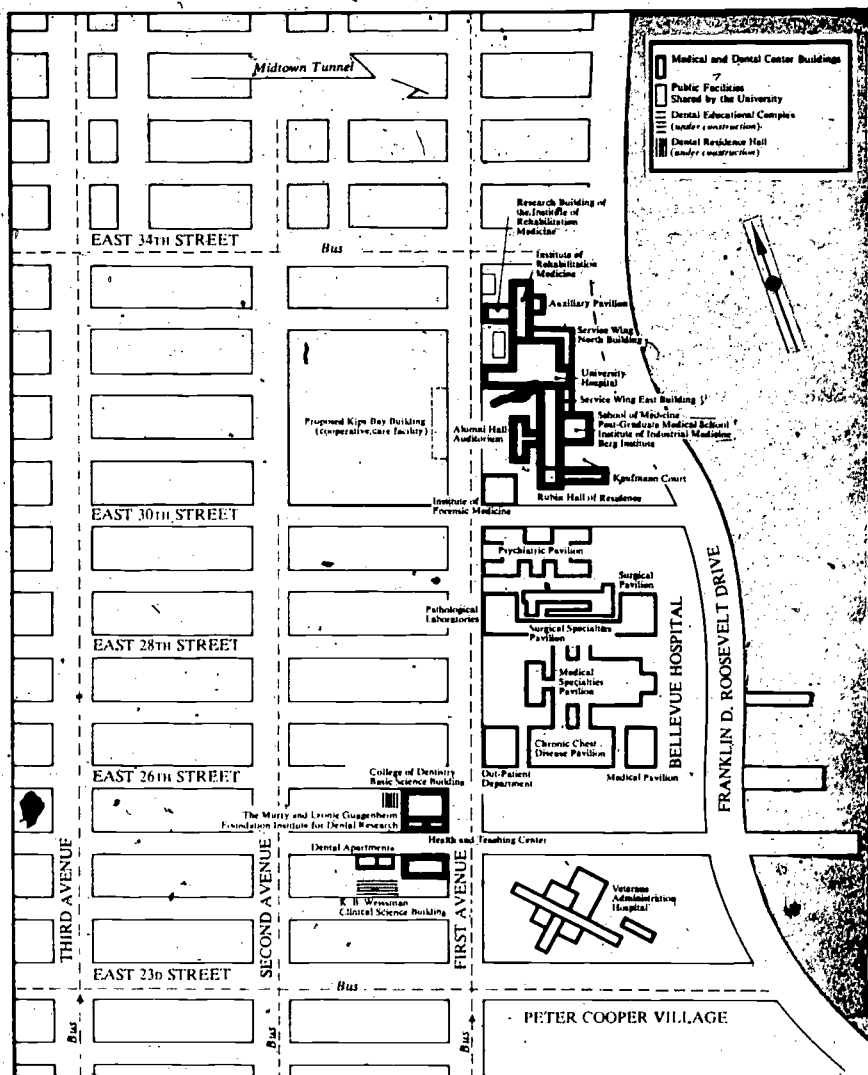 Medical and Dental Center Buildings
Public Facilities
Shared by the University
Dental Educational Complex
(under construction)
Dental Residence Hall
(under construction)
Midtown Tunnel
Research Building of
the Institute of
Rehabilitation
Medicine
EAST 34TH STREET
Bus
Institute of
Rehabilitation
Medicine
Auxiliary Pavilion
Service Wing
North Building
University
Hospital
Service Wing East Building
Proposed Kips Bay Building
(cooperative care facility)
Alumni Hall
Auditorium
School of Medicine
Post-Graduate Medical School
Institute of Industrial Medicine
Berg Institute
Kaufmann Court
Rubin Hall of Residence
Institute of
Forensic Medicine
EAST 30TH STREET
Psychiatric Pavilion
Surgical
Pavilion
Pathological
Laboratories
Surgical Specialties
Pavilion
EAST 28TH STREET
Medical
Specialties
Pavilion
BELLEVUE HOSPITAL
FRANKLIN D. ROOSEVELT DRIVE
Chronic Chest
Disease Pavilion
EAST 26TH STREET
Out-Patient
Department
Medical Pavilion
College of Dentistry
Basic Science Building
The Murry and Leonie Guggenheim
Foundation Institute for Dental Research
Health and Teaching Center
Dental Apartments
K. B. Weissman
Clinical Science Building
Veterans
Administration
Hospital
THIRD AVENUE
SECOND AVENUE
FIRST AVENUE
EAST 23D STREET
Bus
PETER COOPER VILLAGE
Bus
Bus
Bus